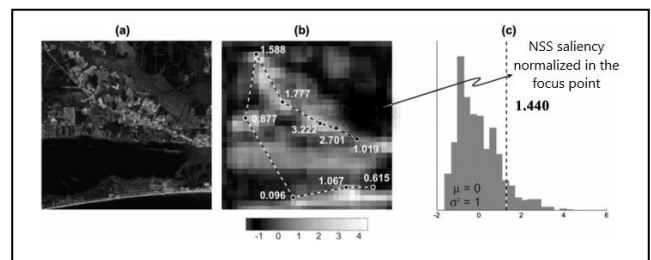 (a)
(b)
(c)
1.588
1.777
0.877
3.222
2.701
1.019
1.067
0.615
0.096
-1 0 1 2 3 4
NSS saliency
normalized in the
focus point
1.440
μ = 0
σ² = 1
-2 0 2 4 6